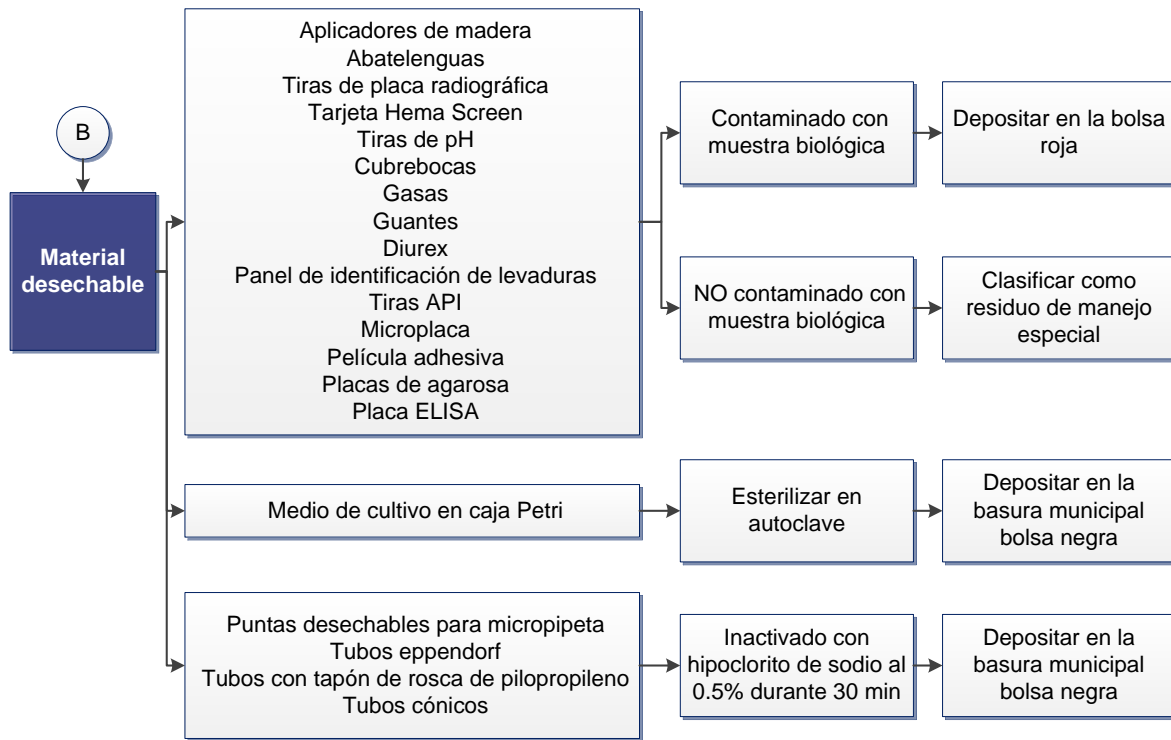 B
Material
desechable
Aplicadores de madera
Abatelenguas
Tiras de placa radiográfica
Tarjeta Hema Screen
Tiras de pH
Cubrebocas
Gasas
Guantes
Diurex
Panel de identificación de levaduras
Tiras API
Microplaca
Película adhesiva
Placas de agarosa
Placa ELISA
Contaminado con
muestra biológica
Depositar en la bolsa
roja
NO contaminado con
muestra biológica
Clasificar como
residuo de manejo
especial
Medio de cultivo en caja Petri
Esterilizar en
autoclave
Depositar en la
basura municipal
bolsa negra
Puntas desechables para micropipeta
Tubos eppendorf
Tubos con tapón de rosca de pilopropileno
Tubos cónicos
Inactivado con
hipoclorito de sodio al
0.5% durante 30 min
Depositar en la
basura municipal
bolsa negra